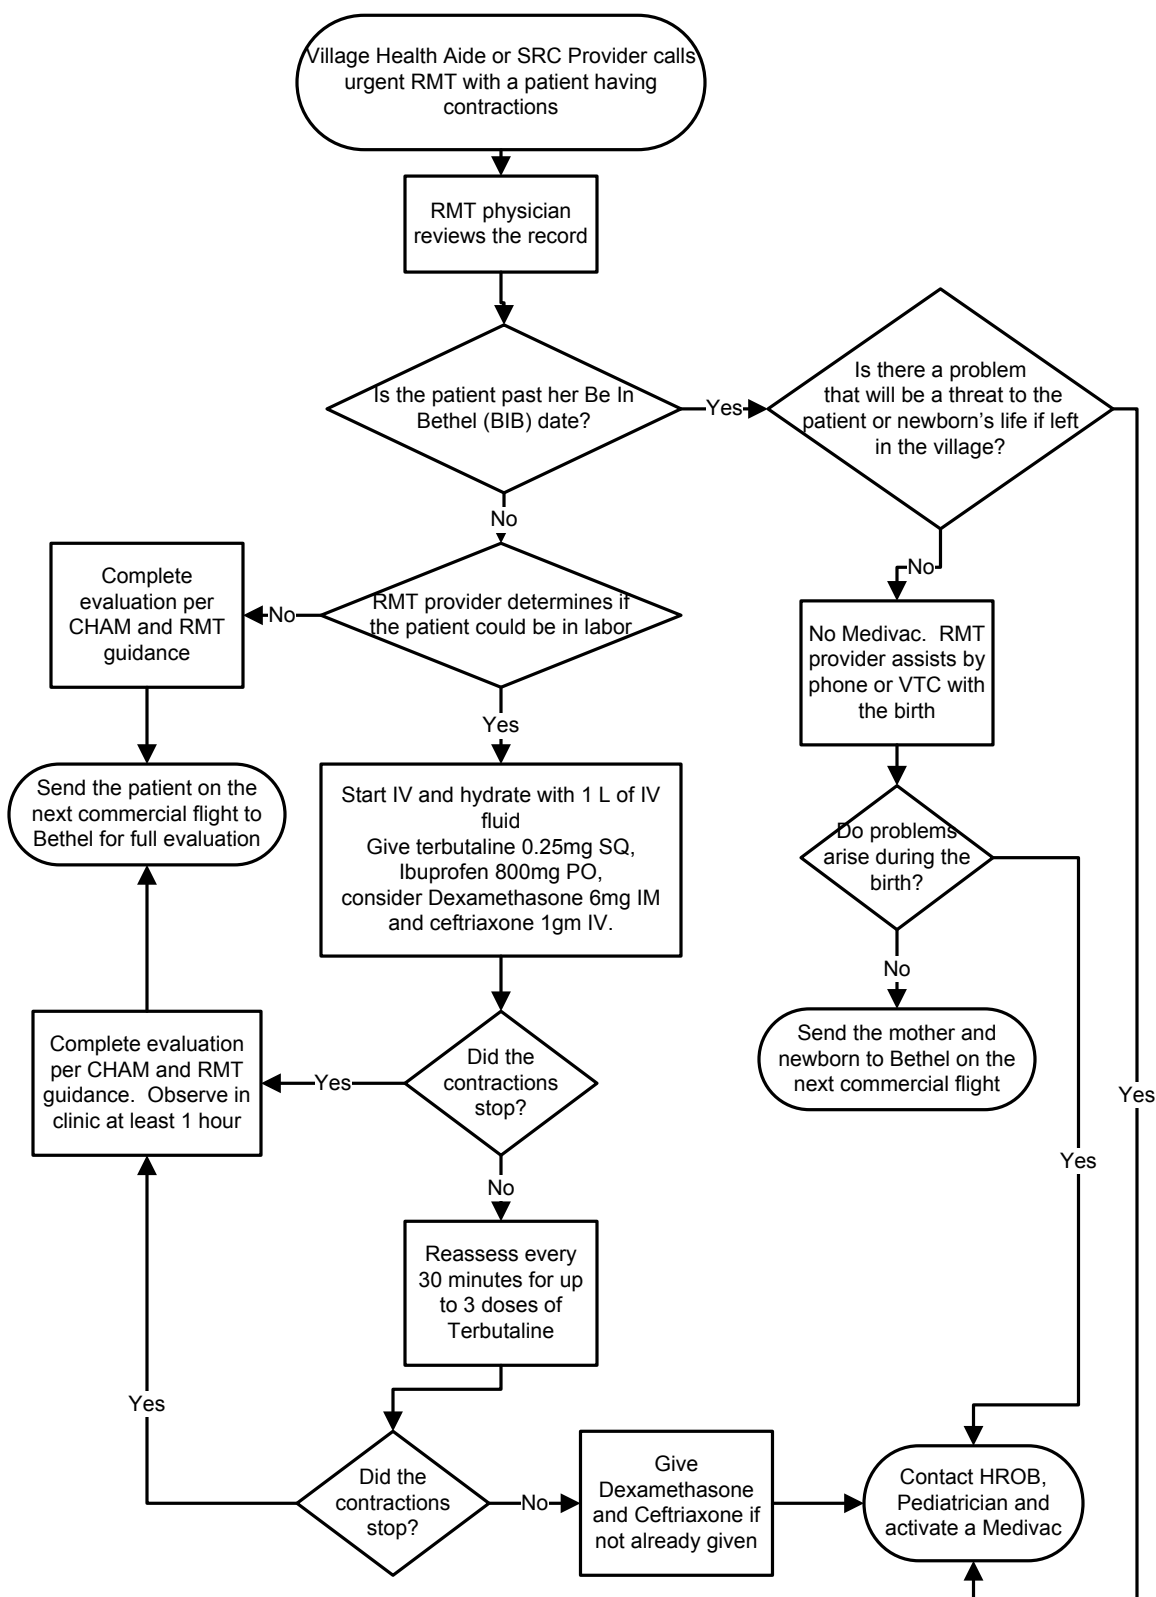 Village Health Aide or SRC Provider calls
urgent RMT with a patient having
contractions
RMT physician
reviews the record
Is the patient past her Be In
Bethel (BIB) date?
Yes
Is there a problem
that will be a threat to the
patient or newborn’s life if left
in the village?
No
No
Complete
evaluation per
CHAM and RMT
guidance
No
RMT provider determines if
the patient could be in labor
No Medivac.  RMT
provider assists by
phone or VTC with
the birth
Yes
Send the patient on the
next commercial flight to
Bethel for full evaluation
Start IV and hydrate with 1 L of IV
fluid
Give terbutaline 0.25mg SQ,
Ibuprofen 800mg PO,
consider Dexamethasone 6mg IM
and ceftriaxone 1gm IV.
Do problems
arise during the
birth?
No
Complete evaluation
per CHAM and RMT
guidance.  Observe in
clinic at least 1 hour
Yes
Did the
contractions
stop?
Send the mother and
newborn to Bethel on the
next commercial flight
Yes
Yes
No
Reassess every
30 minutes for up
to 3 doses of
Terbutaline
Yes
Did the
contractions
stop?
No
Give
Dexamethasone
and Ceftriaxone if
not already given
Contact HROB,
Pediatrician and
activate a Medivac